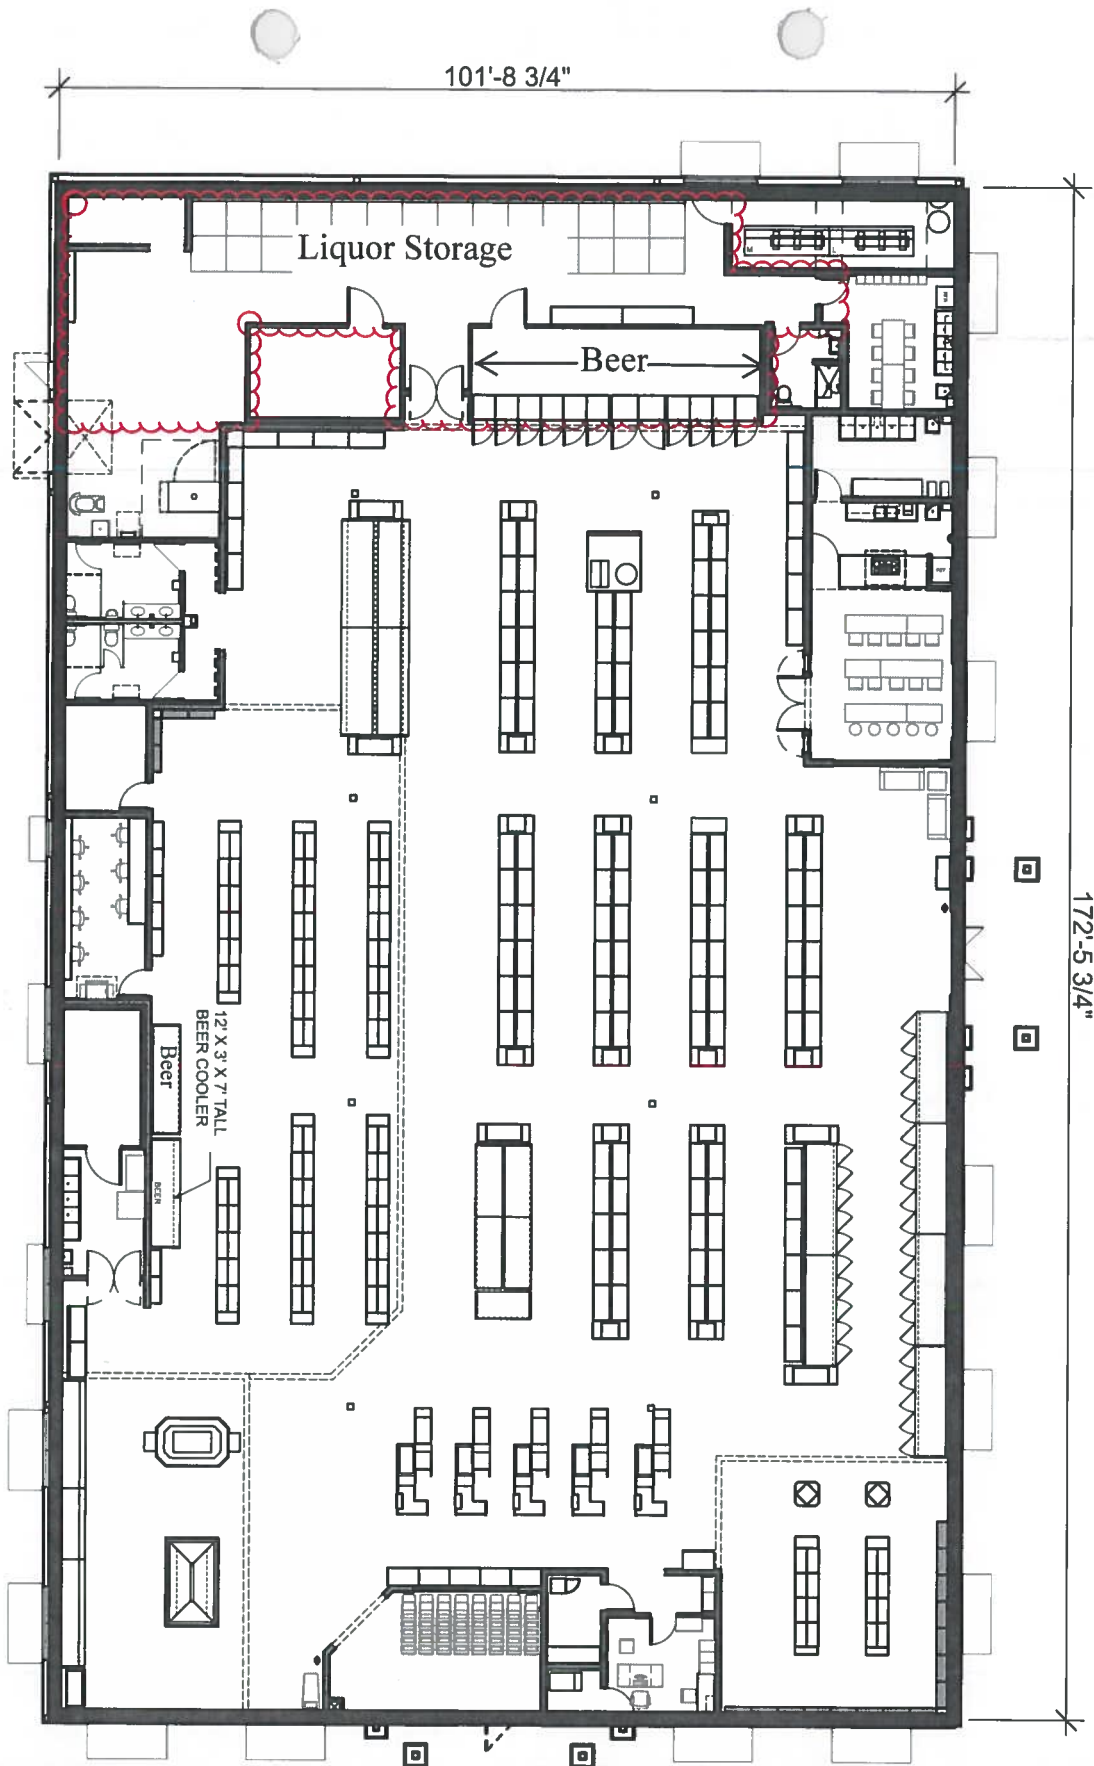 101'-8 3/4"
Liquor Storage
Beer
172'-5 3/4"
12' X 3' X 7' TALL
BEER COOLER
Beer
BEER